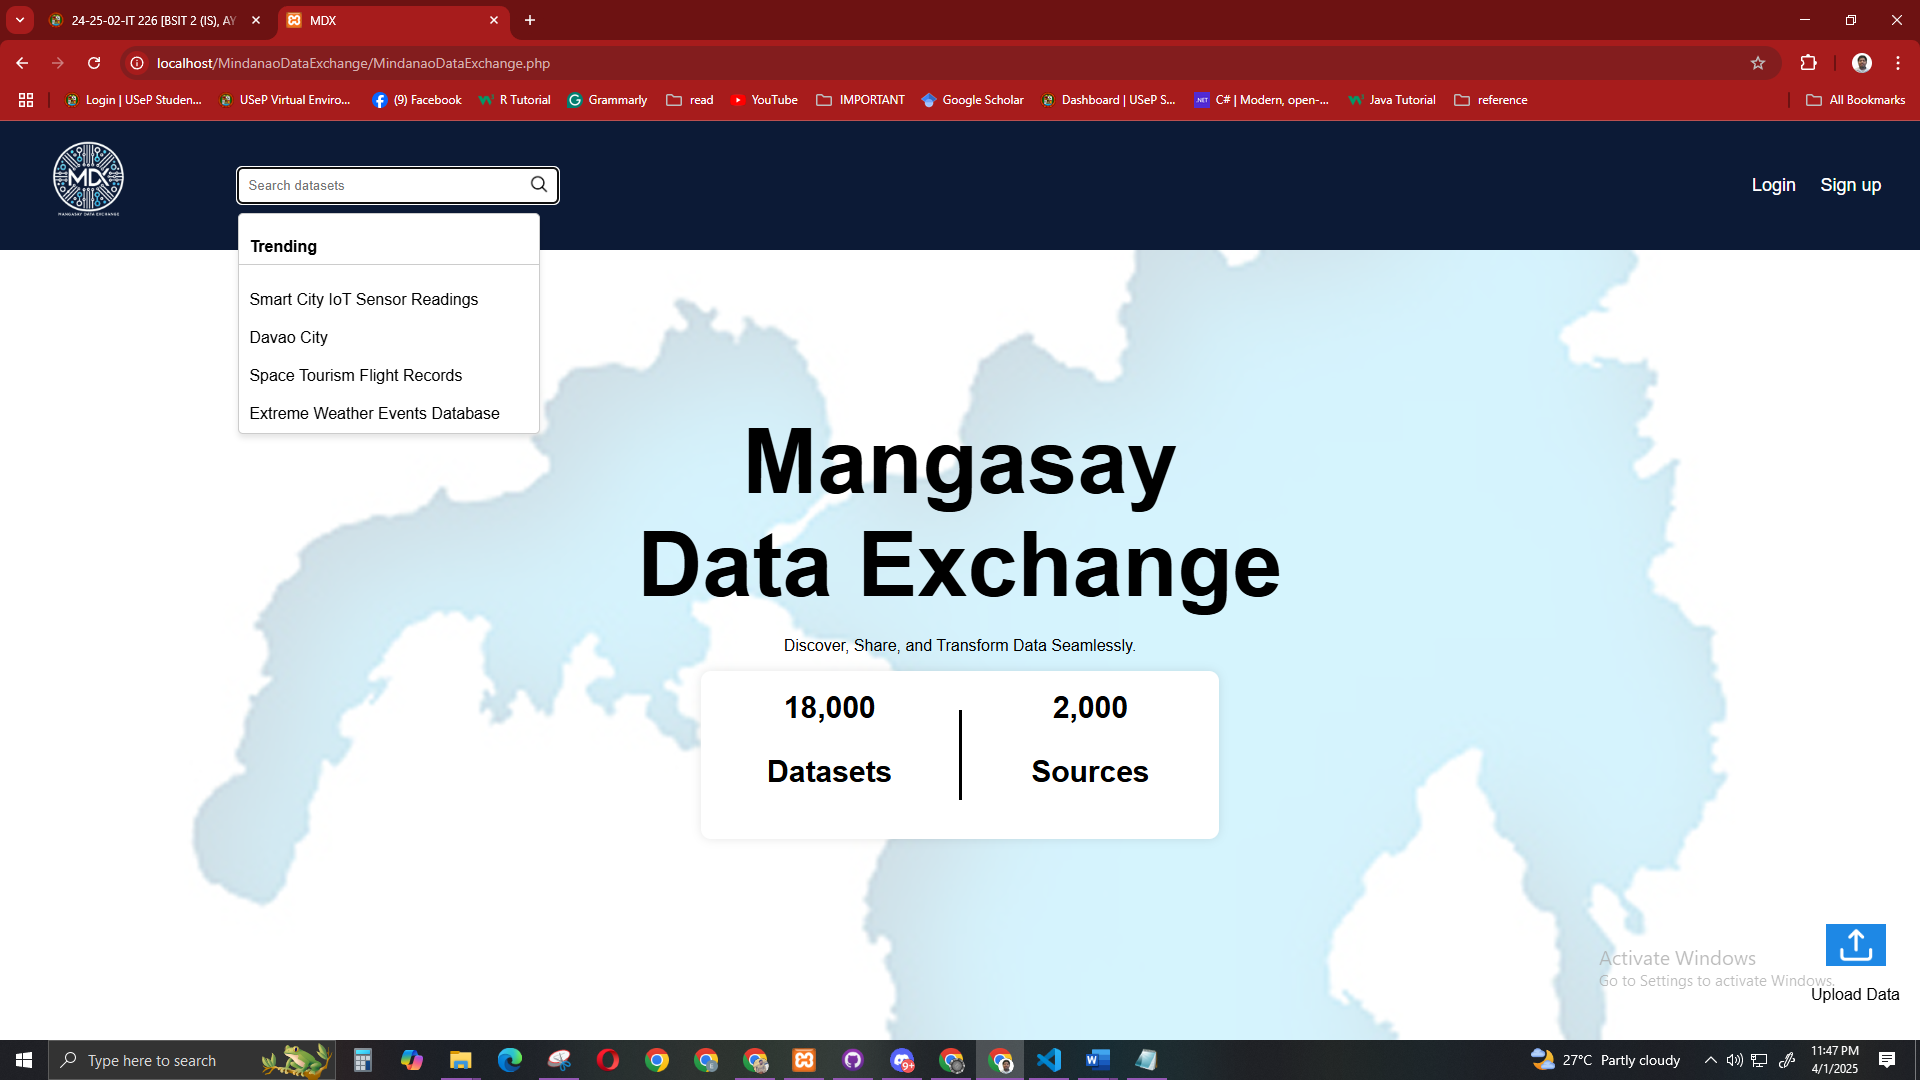 24-25-02-IT 226 [BSIT 2 (IS), AY
MDX
localhost/MindanaoDataExchange/MindanaoDataExchange.php
Login | USeP Studen...
USeP Virtual Enviro...
(9) Facebook
R Tutorial
Grammarly
read
YouTube
IMPORTANT
Google Scholar
Dashboard | USeP S...
C# | Modern, open-...
Java Tutorial
reference
All Bookmarks
MDX
MANGASAY DATA EXCHANGE
Search datasets
Login
Sign up
Trending
Smart City IoT Sensor Readings
Davao City
Space Tourism Flight Records
Extreme Weather Events Database
Mangasay
Data Exchange
Discover, Share, and Transform Data Seamlessly.
18,000
Datasets
2,000
Sources
Activate Windows
Go to Settings to activate Windows.
Upload Data
Type here to search
9+
27°C Partly cloudy
11:47 PM
4/1/2025